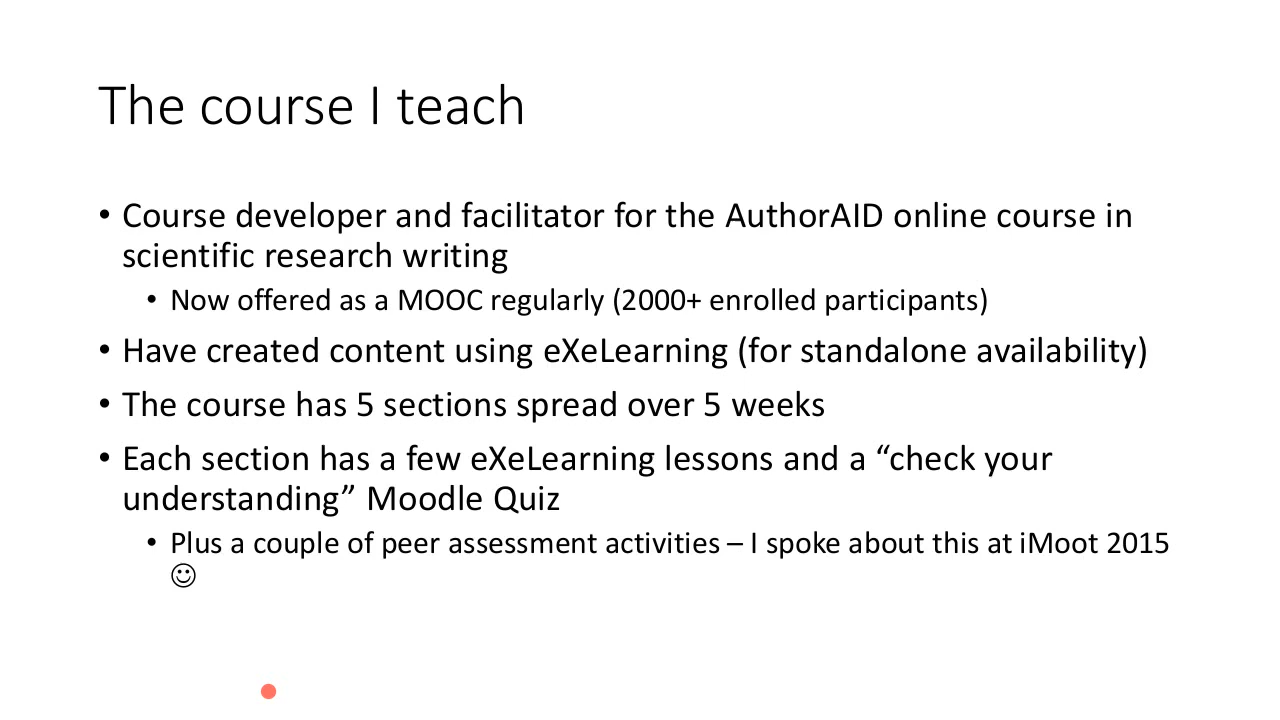 The course I teach
• Course developer and facilitator for the AuthorAID online course in
scientific research writing
• Now offered as a MOOC regularly (2000+ enrolled participants)
• Have created content using eXeLearning (for standalone availability)
• The course has 5 sections spread over 5 weeks
• Each section has a few eXeLearning lessons and a “check your
understanding” Moodle Quiz
• Plus a couple of peer assessment activities – I spoke about this at iMoot 2015
☺